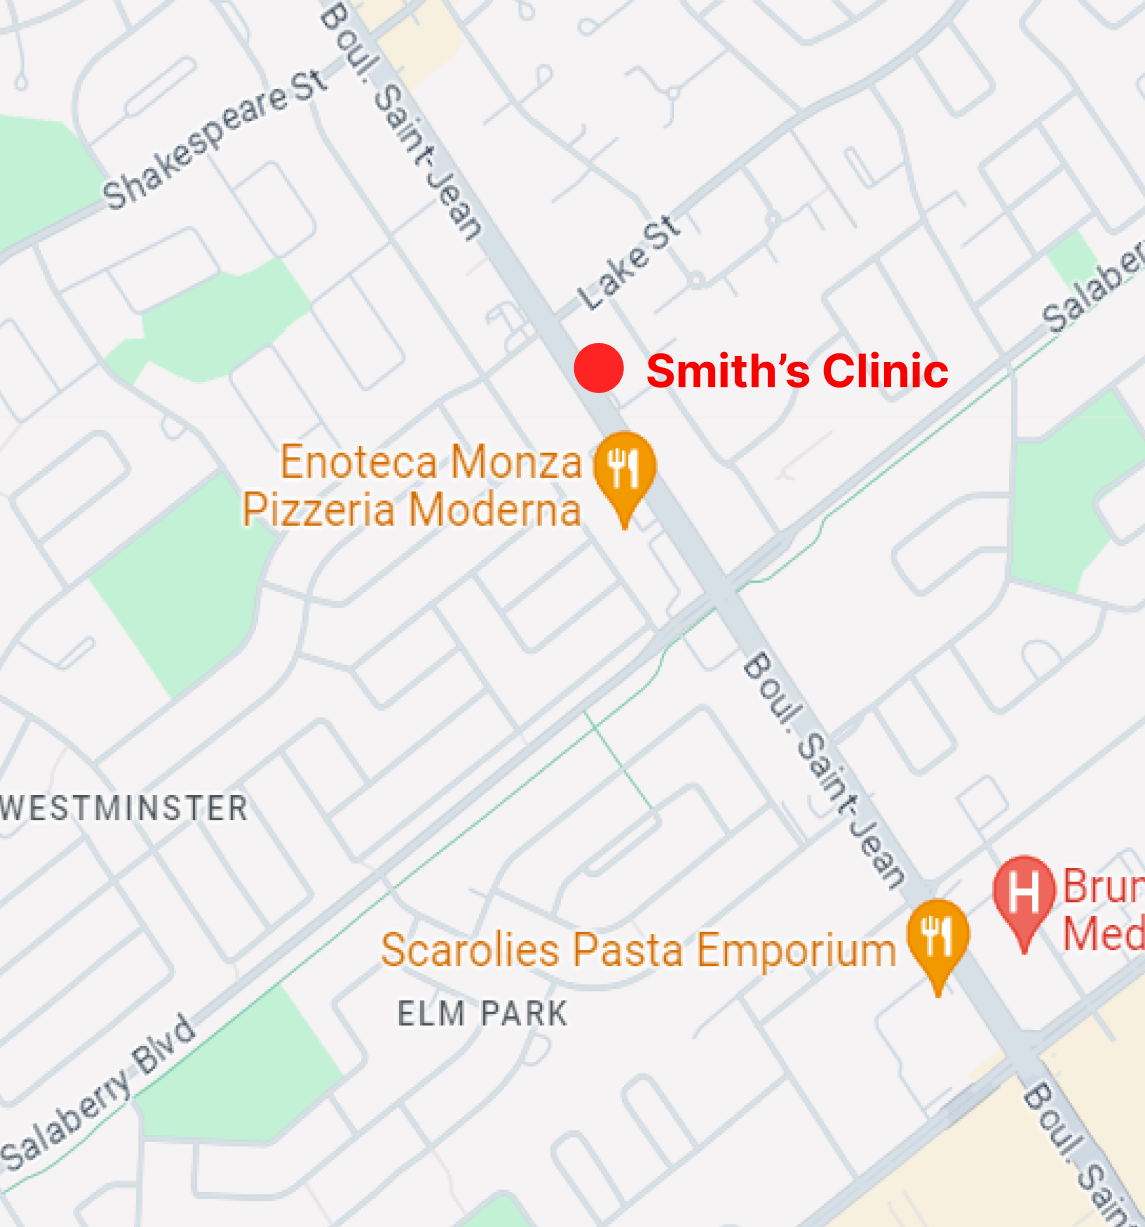 Boul. Saint-Jean
Shakespeare St
Lake St
Salaber
Smith’s Clinic
Enoteca Monza
Pizzeria Moderna
Boul. Saint-Jean
WESTMINSTER
Brun
Med
Scarolies Pasta Emporium
ELM PARK
Salaberry Blvd
Boul. Sain